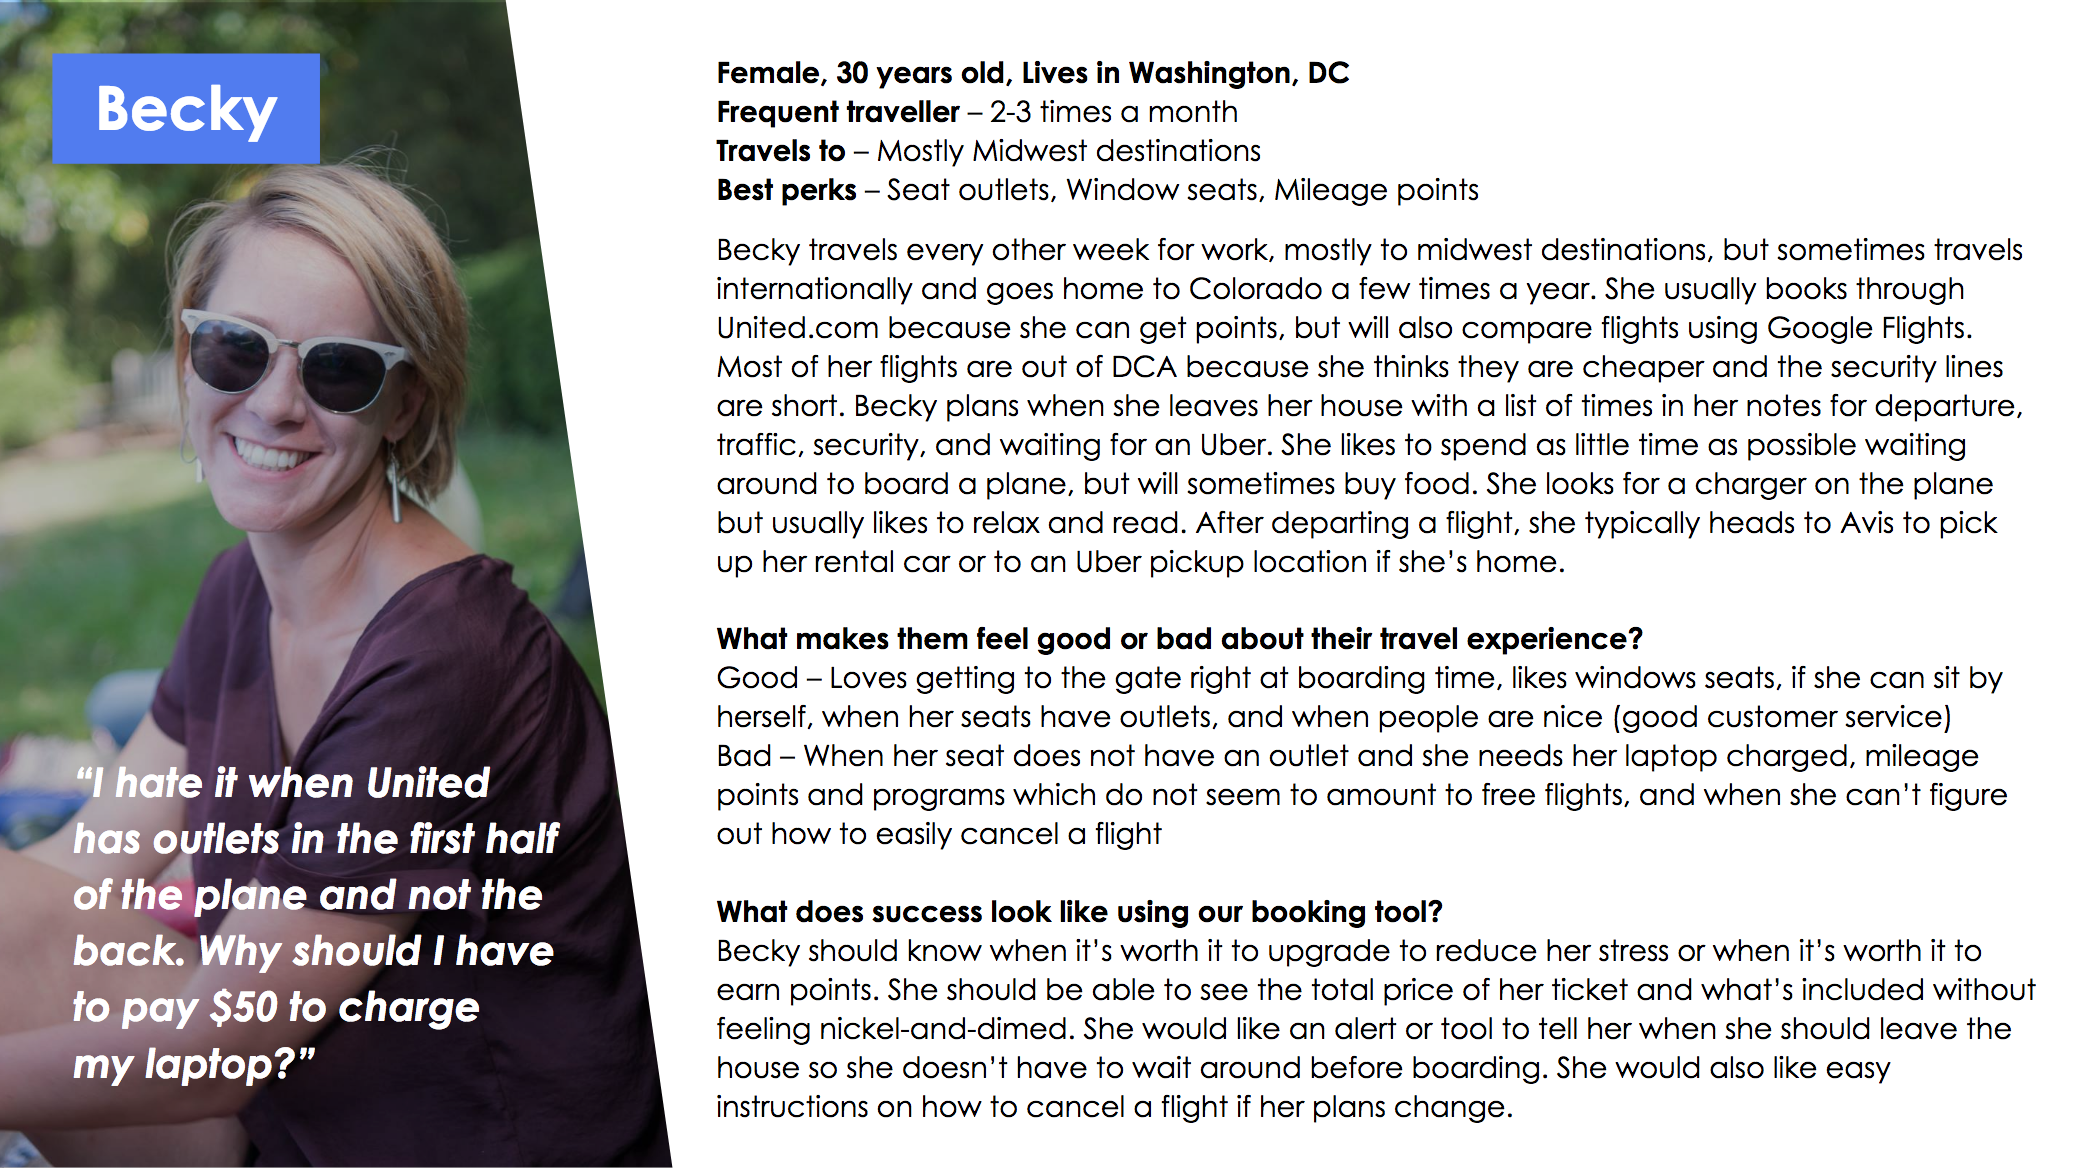 Becky
"I hate it when United
has outlets in the first half
of the plane and not the
back. Why should I have
to pay $50 to charge
my laptop?"
Female, 30 years old, Lives in Washington, DC
Frequent traveller – 2-3 times a month
Travels to – Mostly Midwest destinations
Best perks – Seat outlets, Window seats, Mileage points
Becky travels every other week for work, mostly to midwest destinations, but sometimes travels
internationally and goes home to Colorado a few times a year. She usually books through
United.com because she can get points, but will also compare flights using Google Flights.
Most of her flights are out of DCA because she thinks they are cheaper and the security lines
are short. Becky plans when she leaves her house with a list of times in her notes for departure,
traffic, security, and waiting for an Uber. She likes to spend as little time as possible waiting
around to board a plane, but will sometimes buy food. She looks for a charger on the plane
but usually likes to relax and read. After departing a flight, she typically heads to Avis to pick
up her rental car or to an Uber pickup location if she's home.
What makes them feel good or bad about their travel experience?
Good – Loves getting to the gate right at boarding time, likes windows seats, if she can sit by
herself, when her seats have outlets, and when people are nice (good customer service)
Bad – When her seat does not have an outlet and she needs her laptop charged, mileage
points and programs which do not seem to amount to free flights, and when she can't figure
out how to easily cancel a flight
What does success look like using our booking tool?
Becky should know when it's worth it to upgrade to reduce her stress or when it's worth it to
earn points. She should be able to see the total price of her ticket and what's included without
feeling nickel-and-dimed. She would like an alert or tool to tell her when she should leave the
house so she doesn't have to wait around before boarding. She would also like easy
instructions on how to cancel a flight if her plans change.